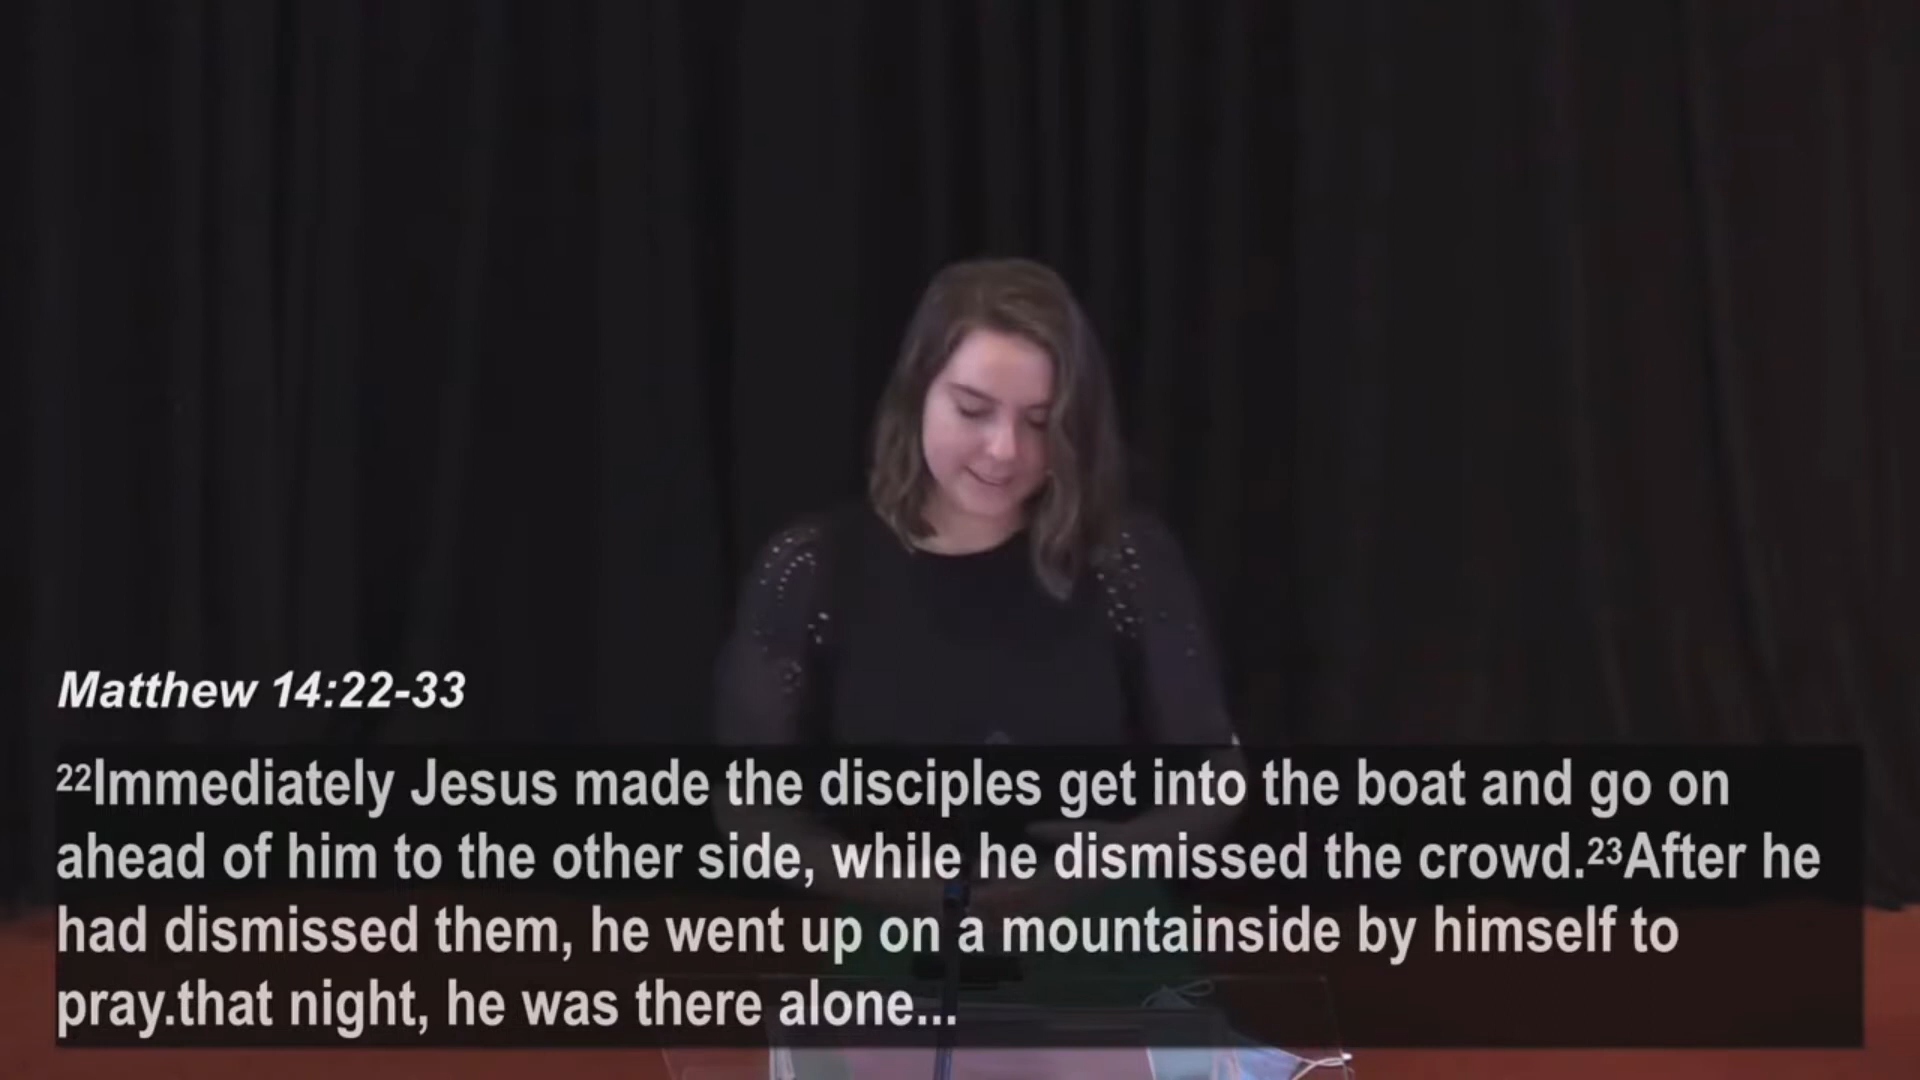 Matthew 14:22-33
²²Immediately Jesus made the disciples get into the boat and go on
ahead of him to the other side, while he dismissed the crowd.²³After he
had dismissed them, he went up on a mountainside by himself to
pray.that night, he was there alone...